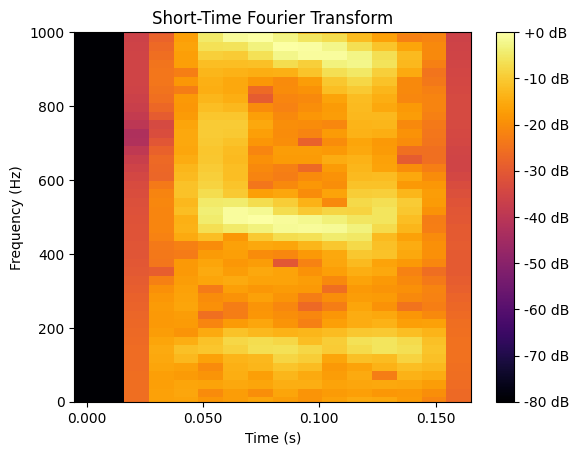 Short-Time Fourier Transform
1000
800
600
400
200
0
Frequency (Hz)
0.000
0.050
0.100
0.150
Time (s)
+0 dB
-10 dB
-20 dB
-30 dB
-40 dB
-50 dB
-60 dB
-70 dB
-80 dB